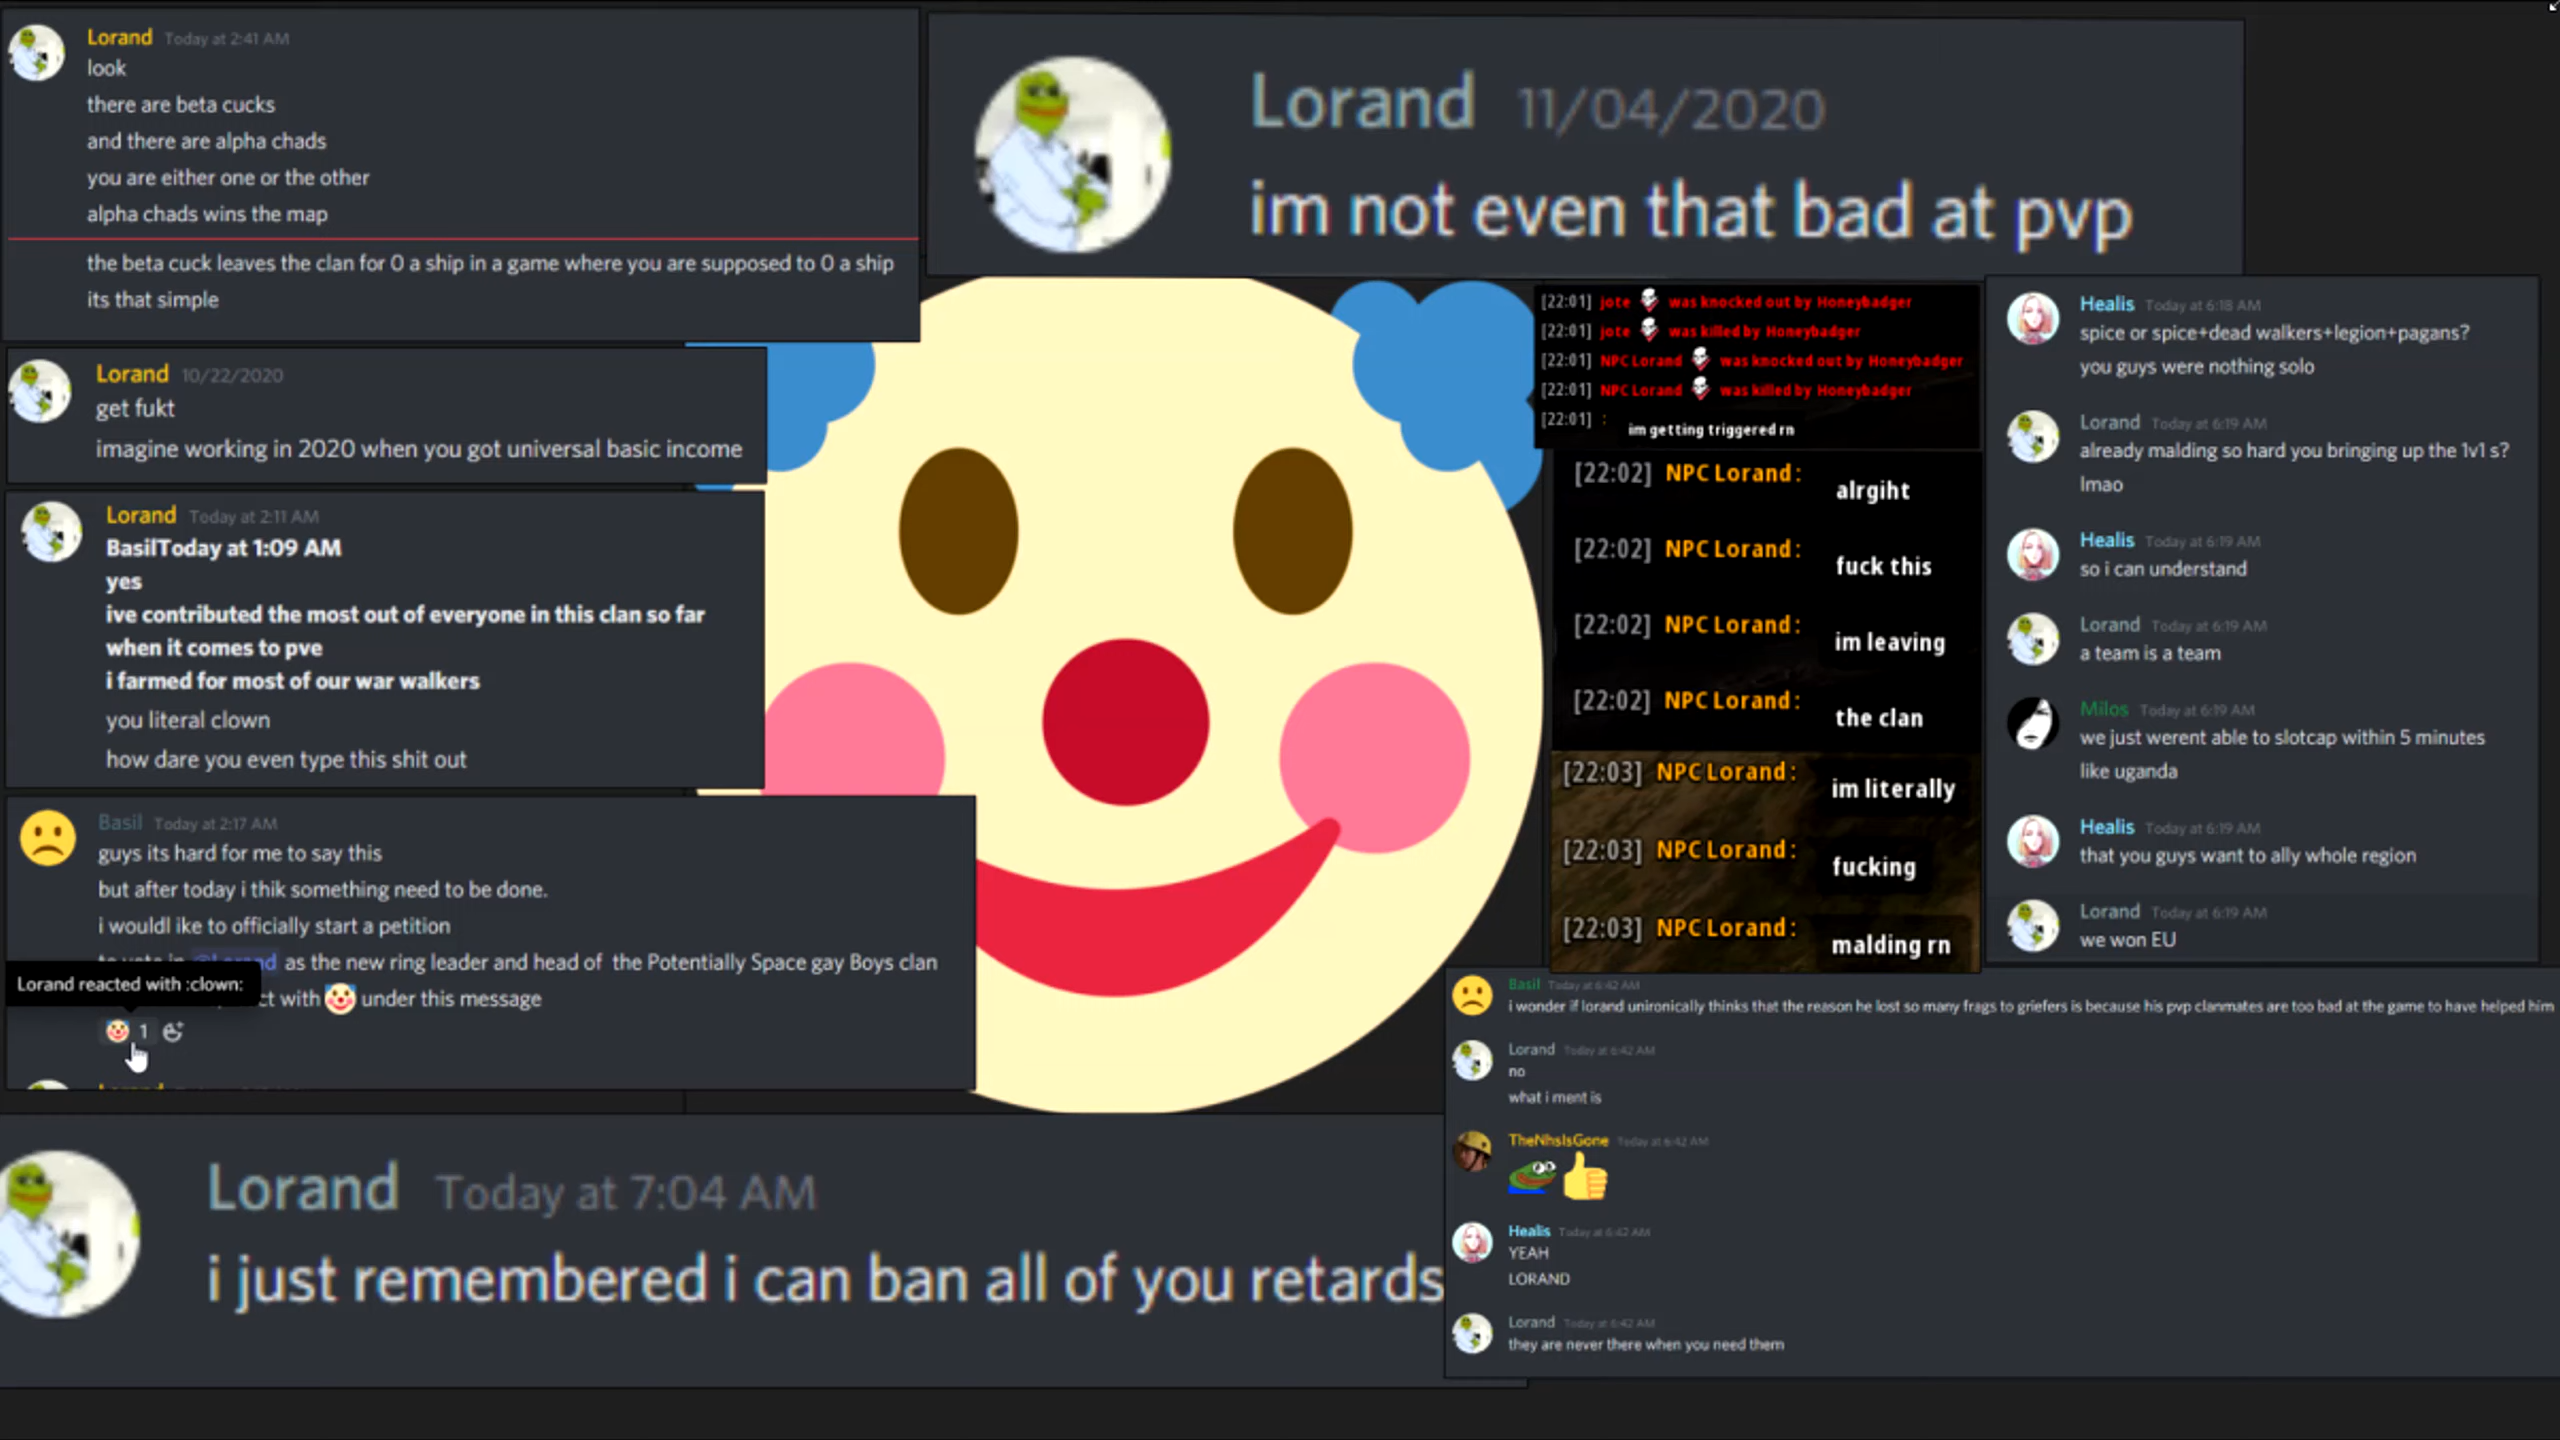 Lorand Today at 2:41 AM
look
there are beta cucks
and there are alpha chads
you are either one or the other
alpha chads wins the map
the beta cuck leaves the clan for 0 a ship in a game where you are supposed to 0 a ship
its that simple
Lorand 11/04/2020
im not even that bad at pvp
Lorand 10/22/2020
get fukt
imagine working in 2020 when you got universal basic income
Lorand Today at 2:11 AM
BasilToday at 1:09 AM
yes
ive contributed the most out of everyone in this clan so far
when it comes to pve
i farmed for most of our war walkers
you literal clown
how dare you even type this shit out
Basil Today at 2:17 AM
guys its hard for me to say this
but after today i thik something need to be done.
i wouldl ike to officially start a petition
as the new ring leader and head of the Potentially Space gay Boys clan
Lorand reacted with :clown:
with under this message
1
[22:01] jote was knocked out by Honeybadger
[22:01] jote was killed by Honeybadger
[22:01] NPC Lorand was knocked out by Honeybadger
[22:01] NPC Lorand was killed by Honeybadger
[22:01] :
im getting triggered rn
[22:02] NPC Lorand: alrgiht
[22:02] NPC Lorand: fuck this
[22:02] NPC Lorand: im leaving
[22:02] NPC Lorand: the clan
[22:03] NPC Lorand: im literally
[22:03] NPC Lorand: fucking
[22:03] NPC Lorand: malding rn
Healis Today at 6:18 AM
spice or spice+dead walkers+legion+pagans?
you guys were nothing solo
Lorand Today at 6:19 AM
already malding so hard you bringing up the 1v1 s?
lmao
Healis Today at 6:19 AM
so i can understand
Lorand Today at 6:19 AM
a team is a team
Milos Today at 6:19 AM
we just werent able to slotcap within 5 minutes
like uganda
Healis Today at 6:19 AM
that you guys want to ally whole region
Lorand Today at 6:19 AM
we won EU
Basil Today at 6:42 AM
i wonder if lorand unironically thinks that the reason he lost so many frags to griefers is because his pvp clanmates are too bad at the game to have helped him
Lorand Today at 6:42 AM
no
what i ment is
TheNhsIsGone Today at 6:42 AM
Healis Today at 6:42 AM
YEAH
LORAND
Lorand Today at 6:42 AM
they are never there when you need them
Lorand Today at 7:04 AM
i just remembered i can ban all of you retards